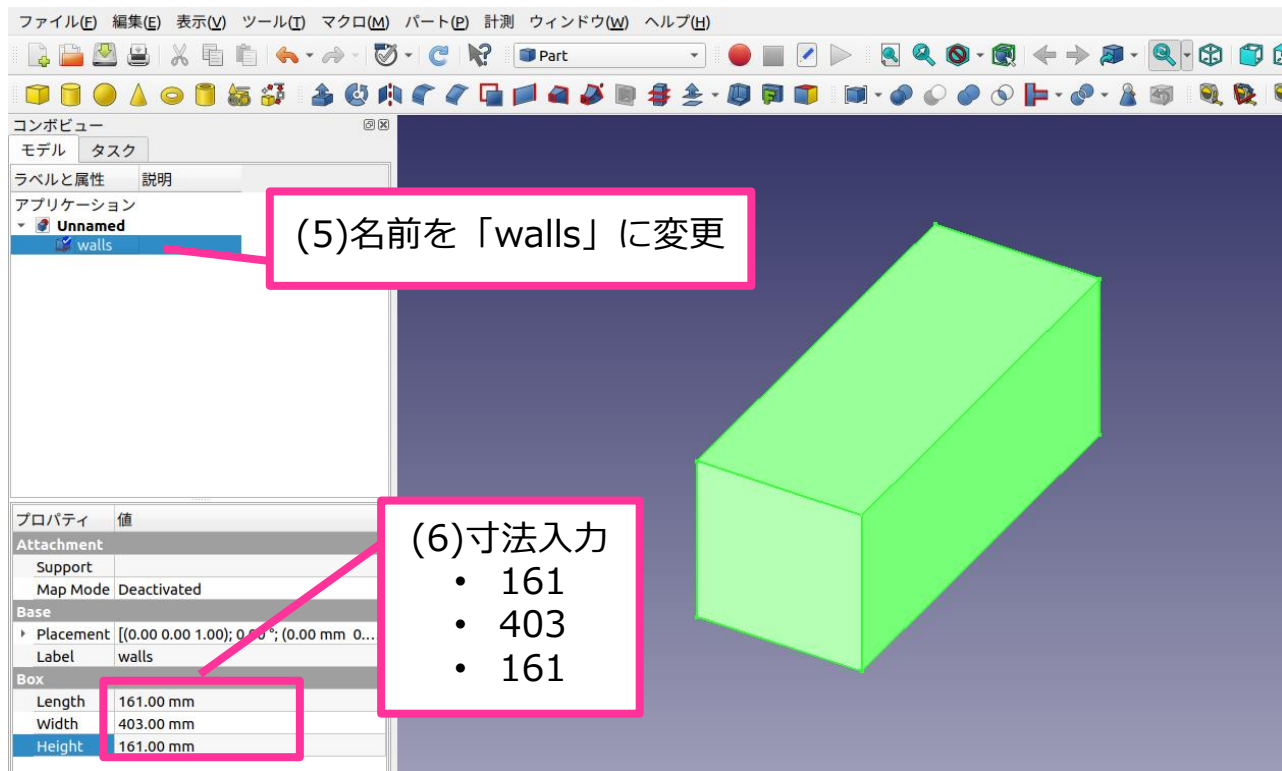 ファイル(F) 編集(E) 表示(V) ツール(T) マクロ(M) パート(P) 計測 ウィンドウ(W) ヘルプ(H)
Part
コンボビュー
モデル タスク
ラベルと属性 説明
アプリケーション
Unnamed
walls
(5)名前を「walls」に変更
プロパティ 値
Attachment
Support
Map Mode Deactivated
Base
Placement [(0.00 0.00 1.00); 0.00 °; (0.00 mm 0...
Label walls
Box
Length 161.00 mm
Width 403.00 mm
Height 161.00 mm
(6)寸法入力
• 161
• 403
• 161